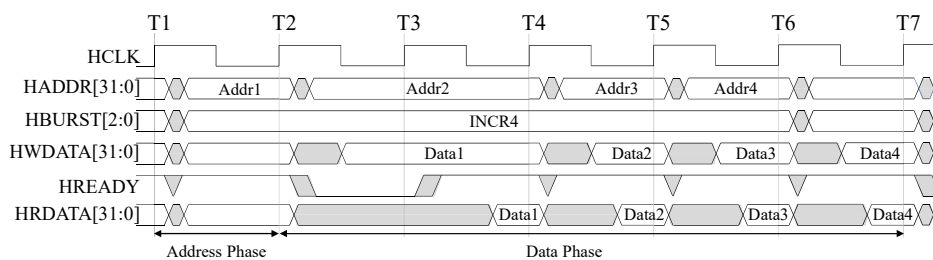 T1 T2 T3 T4 T5 T6 T7
HCLK
HADDR[31:0] Addr1 Addr2 Addr3 Addr4
HBURST[2:0] INCR4
HWDATA[31:0] Data1 Data2 Data3 Data4
HREADY
HRDATA[31:0] Data1 Data2 Data3 Data4
Address Phase Data Phase